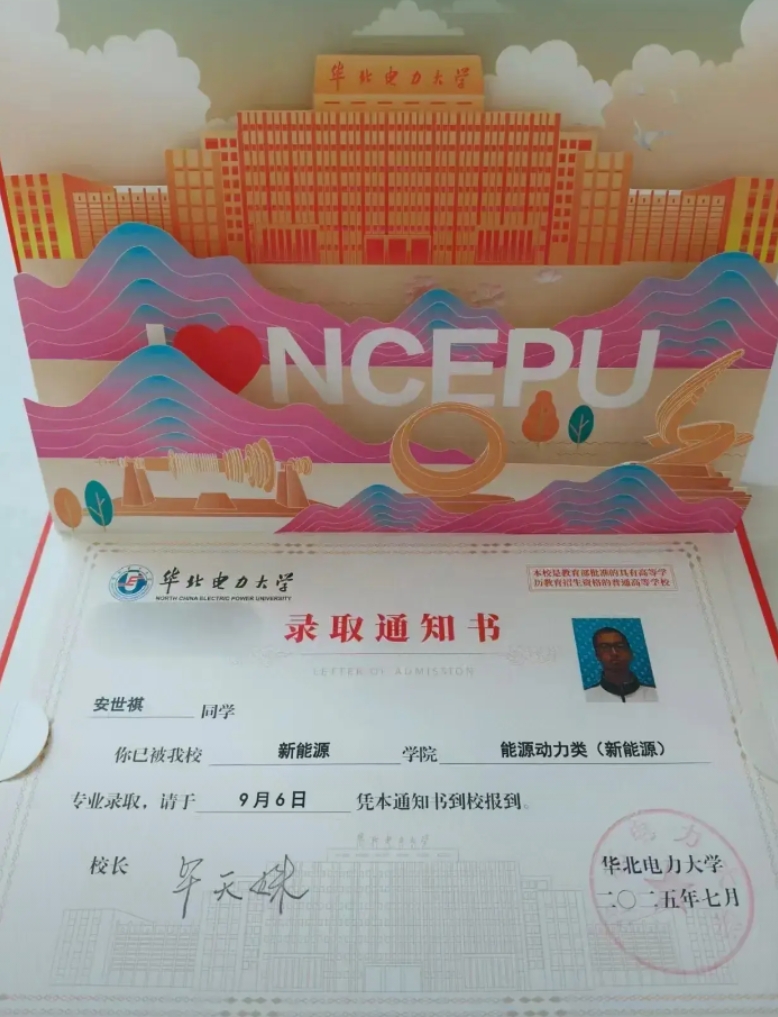 华北电力大学
I NCEPU
华北电力大学
NORTH CHINA ELECTRIC POWER UNIVERSITY
本校是教育部批准的具有高等学
历教育招生资格的普通高等学校
录取通知书
LETTER OF ADMISSION
安世祺 同学
你已被我校 新能源 学院 能源动力类（新能源）
专业录取，请于 9月6日 凭本通知书到校报到。
校长
华北电力大学
二〇二五年七月